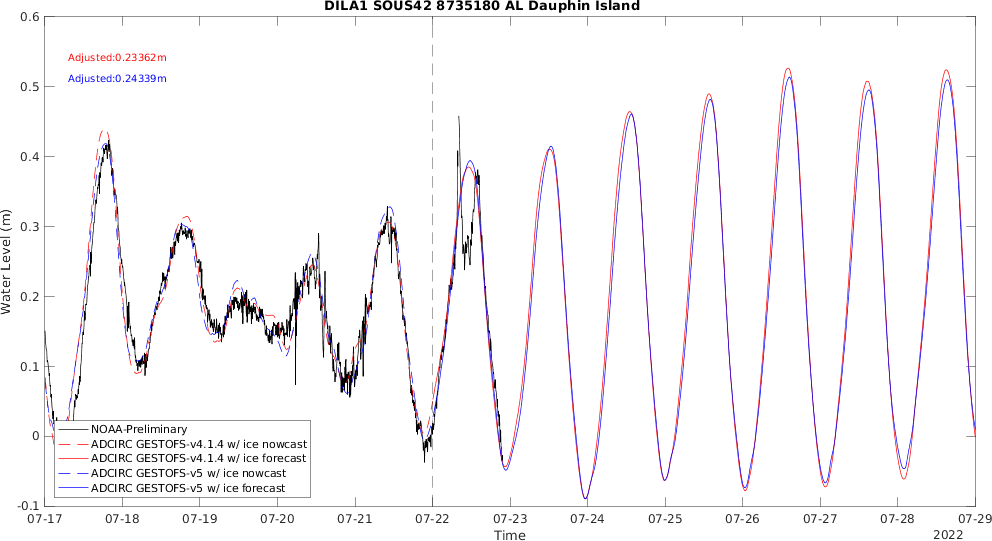 DILA1 SOUS42 8735180 AL Dauphin Island
0.6
0.5
0.4
0.3
0.2
0.1
0
-0.1
Water Level (m)
Adjusted:0.23362m
Adjusted:0.24339m
NOAA-Preliminary
ADCIRC GESTOFS-v4.1.4 w/ ice nowcast
ADCIRC GESTOFS-v4.1.4 w/ ice forecast
ADCIRC GESTOFS-v5 w/ ice nowcast
ADCIRC GESTOFS-v5 w/ ice forecast
07-17 07-18 07-19 07-20 07-21 07-22 07-23 07-24 07-25 07-26 07-27 07-28 07-29
Time
2022